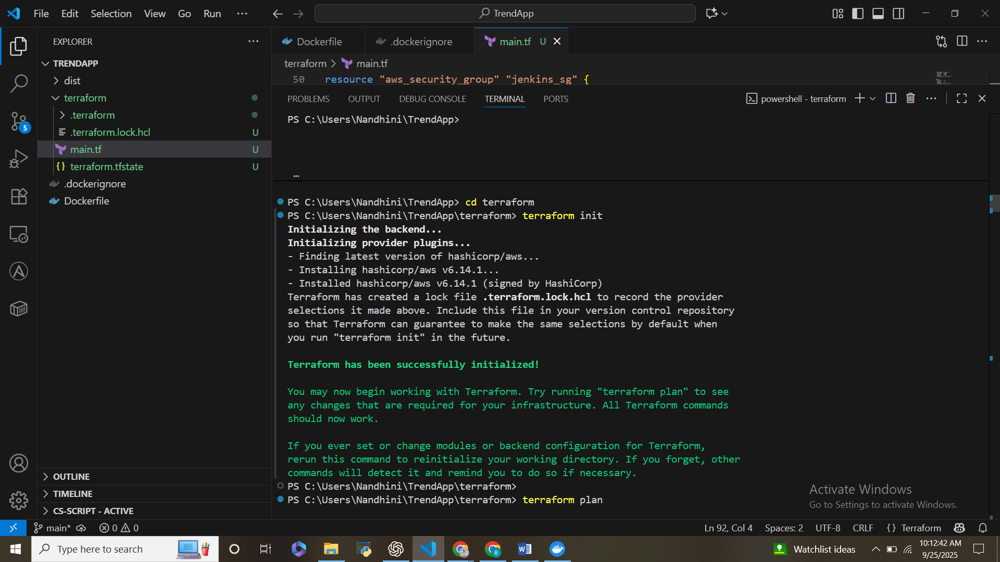 File Edit Selection View Go Run ···
TrendApp
EXPLORER
TRENDAPP
dist
terraform
.terraform
.terraform.lock.hcl U
main.tf U
terraform.tfstate U
.dockerignore
Dockerfile
5
OUTLINE
TIMELINE
CS-SCRIPT - ACTIVE
Dockerfile .dockerignore main.tf U
terraform > main.tf
50 resource "aws_security_group" "jenkins_sg" {
PROBLEMS OUTPUT DEBUG CONSOLE TERMINAL PORTS
powershell - terraform
PS C:\Users\Nandhini\TrendApp>
…
PS C:\Users\Nandhini\TrendApp> cd terraform
PS C:\Users\Nandhini\TrendApp\terraform> terraform init
Initializing the backend...
Initializing provider plugins...
- Finding latest version of hashicorp/aws...
- Installing hashicorp/aws v6.14.1...
- Installed hashicorp/aws v6.14.1 (signed by HashiCorp)
Terraform has created a lock file .terraform.lock.hcl to record the provider
selections it made above. Include this file in your version control repository
so that Terraform can guarantee to make the same selections by default when
you run "terraform init" in the future.
Terraform has been successfully initialized!
You may now begin working with Terraform. Try running "terraform plan" to see
any changes that are required for your infrastructure. All Terraform commands
should now work.
If you ever set or change modules or backend configuration for Terraform,
rerun this command to reinitialize your working directory. If you forget, other
commands will detect it and remind you to do so if necessary.
PS C:\Users\Nandhini\TrendApp\terraform>
PS C:\Users\Nandhini\TrendApp\terraform> terraform plan
Activate Windows
Go to Settings to activate Windows.
main* 0 0
Ln 92, Col 4 Spaces: 2 UTF-8 CRLF {} Terraform
Type here to search
Watchlist ideas
10:12:42 AM
9/25/2025